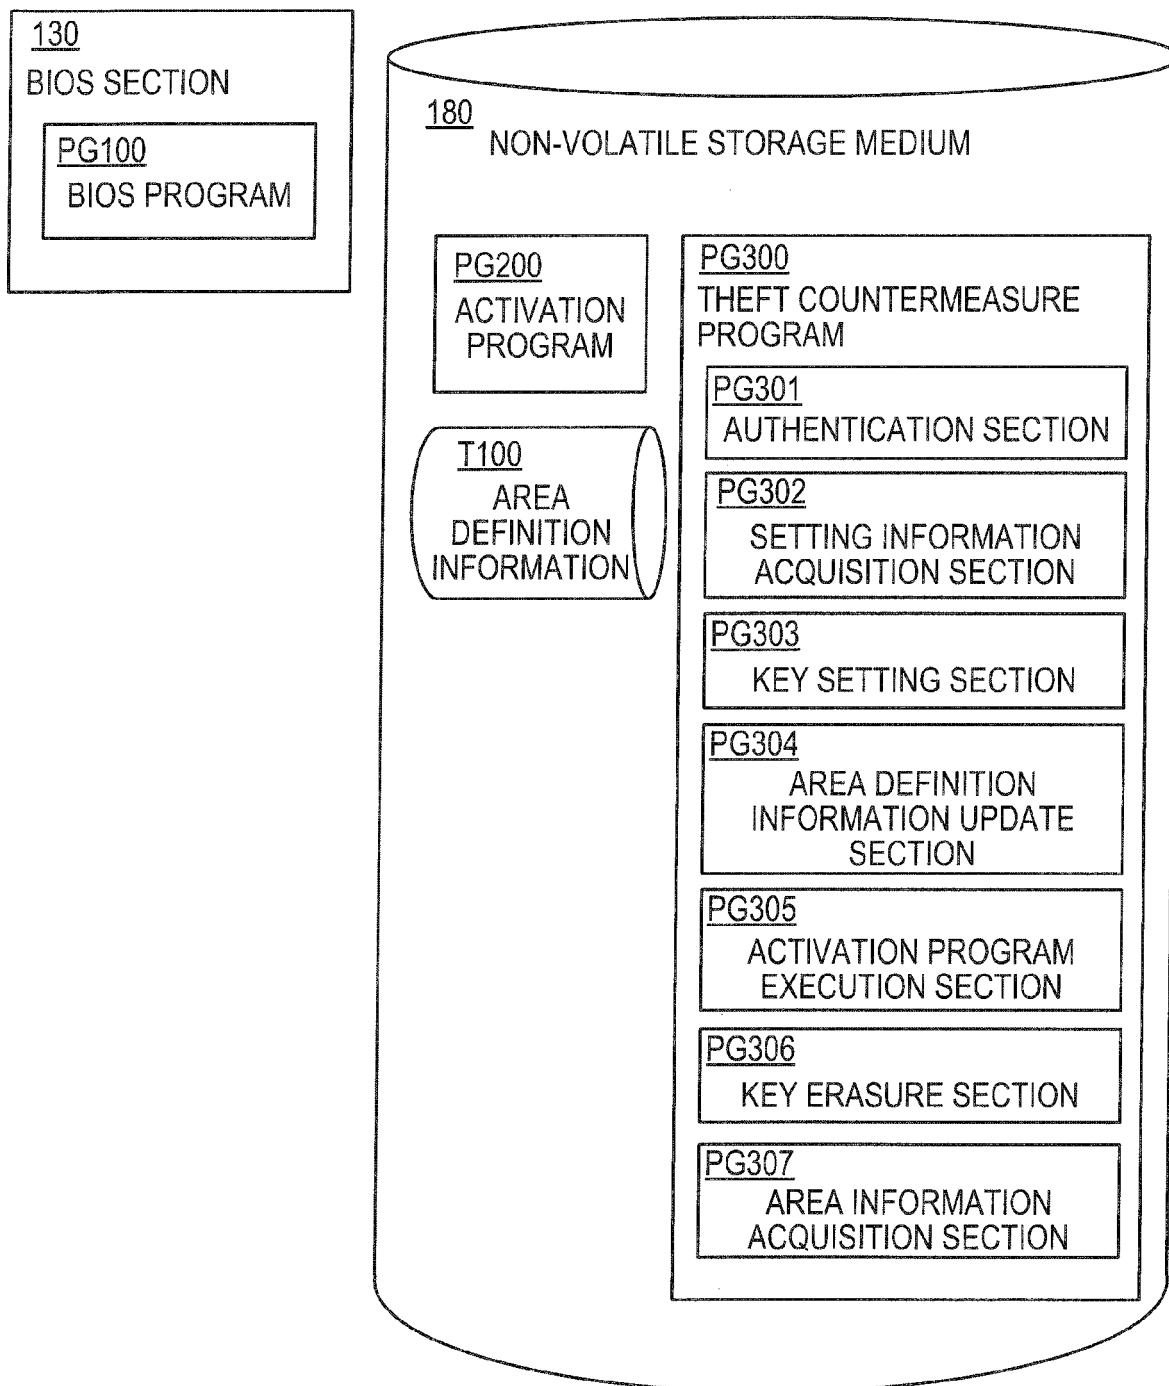 130
BIOS SECTION
PG100
BIOS PROGRAM
180
NON-VOLATILE STORAGE MEDIUM
PG200
ACTIVATION
PROGRAM
T100
AREA
DEFINITION
INFORMATION
PG300
THEFT COUNTERMEASURE
PROGRAM
PG301
AUTHENTICATION SECTION
PG302
SETTING INFORMATION
ACQUISITION SECTION
PG303
KEY SETTING SECTION
PG304
AREA DEFINITION
INFORMATION UPDATE
SECTION
PG305
ACTIVATION PROGRAM
EXECUTION SECTION
PG306
KEY ERASURE SECTION
PG307
AREA INFORMATION
ACQUISITION SECTION